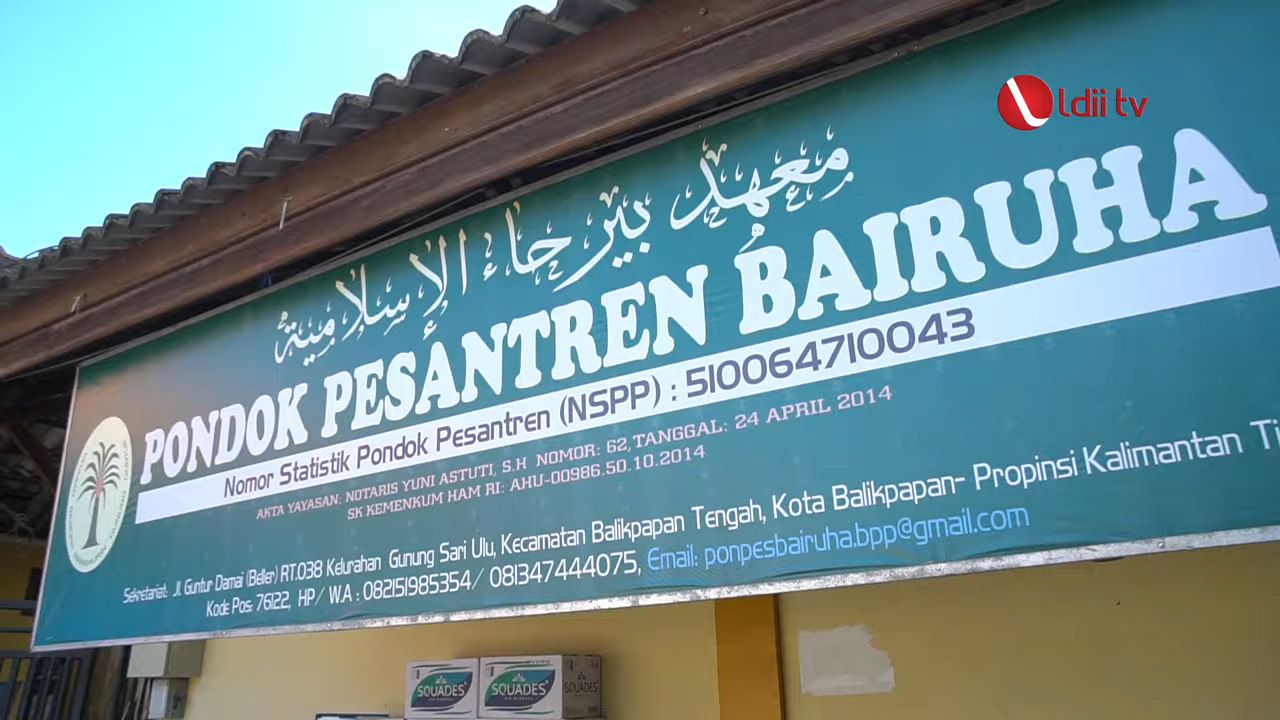 ldii tv
معهد بيرحاء الإسلامية
PONDOK PESANTREN BAIRUHA
Nomor Statistik Pondok Pesantren (NSPP) : 510064710043
AKTA YAYASAN: NOTARIS YUNI ASTUTI, S.H NOMOR: 62,TANGGAL: 24 APRIL 2014
SK KEMENKUM HAM RI: AHU-00986.50.10.2014
Sekretariat: Jl. Guntur Damai (Beller) RT.038 Kelurahan Gunung Sari Ulu, Kecamatan Balikpapan Tengah, Kota Balikpapan- Propinsi Kalimantan
Kode Pos: 76122, HP/ WA : 082151985354/ 081347444075, Email: ponpesbairuha.bpp@gmail.com
SQUADES SQUADES SQUADES